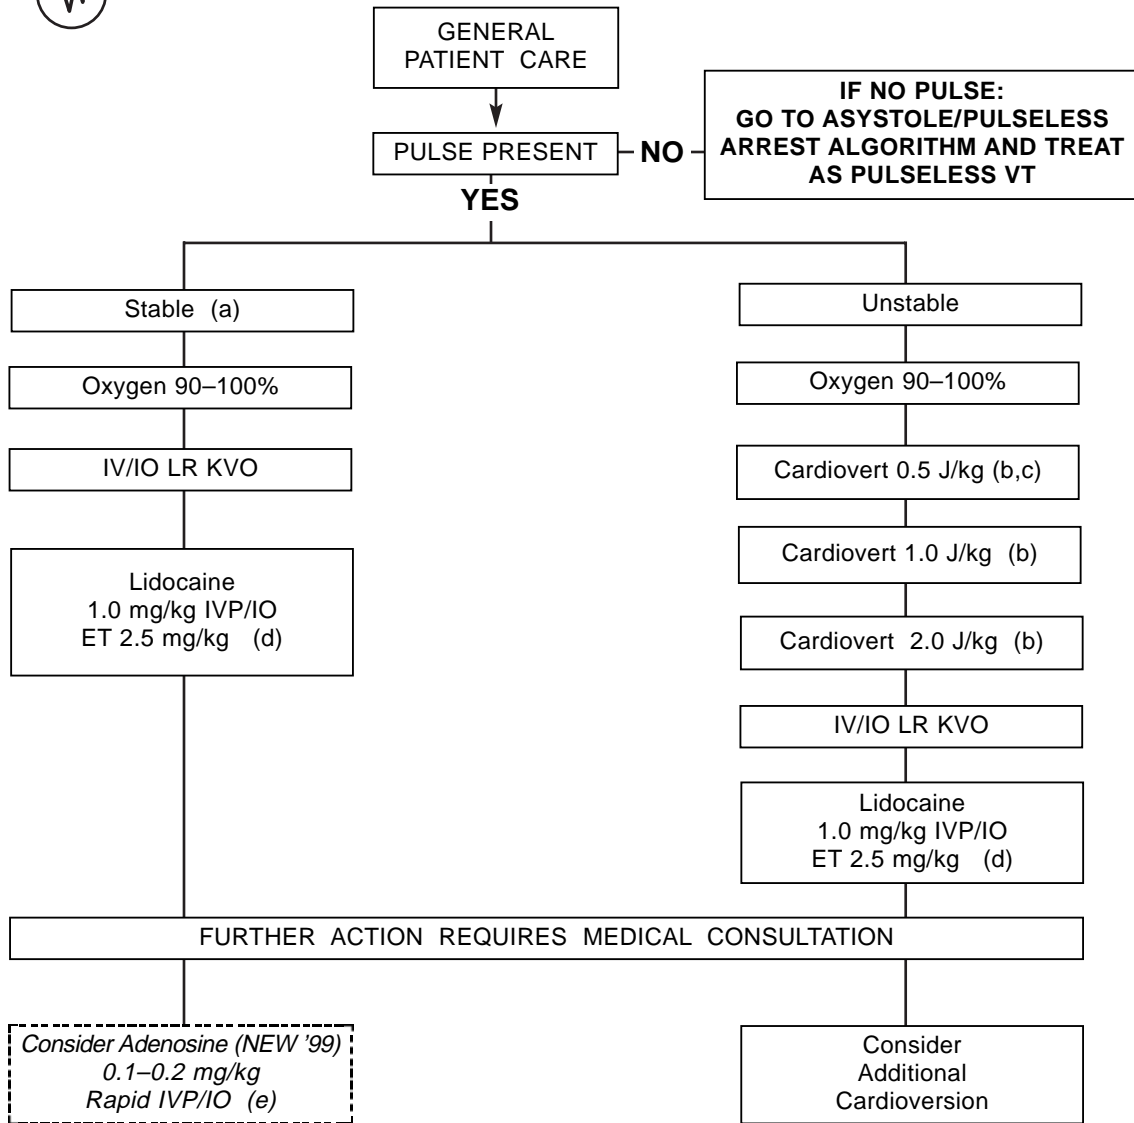 GENERAL
PATIENT CARE
IF NO PULSE:
GO TO ASYSTOLE/PULSELESS
ARREST ALGORITHM AND TREAT
AS PULSELESS VT
PULSE PRESENT
NO
YES
Stable (a)
Oxygen 90–100%
IV/IO LR KVO
Lidocaine
1.0 mg/kg IVP/IO
ET 2.5 mg/kg (d)
Unstable
Oxygen 90–100%
Cardiovert 0.5 J/kg (b,c)
Cardiovert 1.0 J/kg (b)
Cardiovert 2.0 J/kg (b)
IV/IO LR KVO
Lidocaine
1.0 mg/kg IVP/IO
ET 2.5 mg/kg (d)
FURTHER ACTION REQUIRES MEDICAL CONSULTATION
Consider Adenosine (NEW '99)
0.1–0.2 mg/kg
Rapid IVP/IO (e)
Consider
Additional
Cardioversion